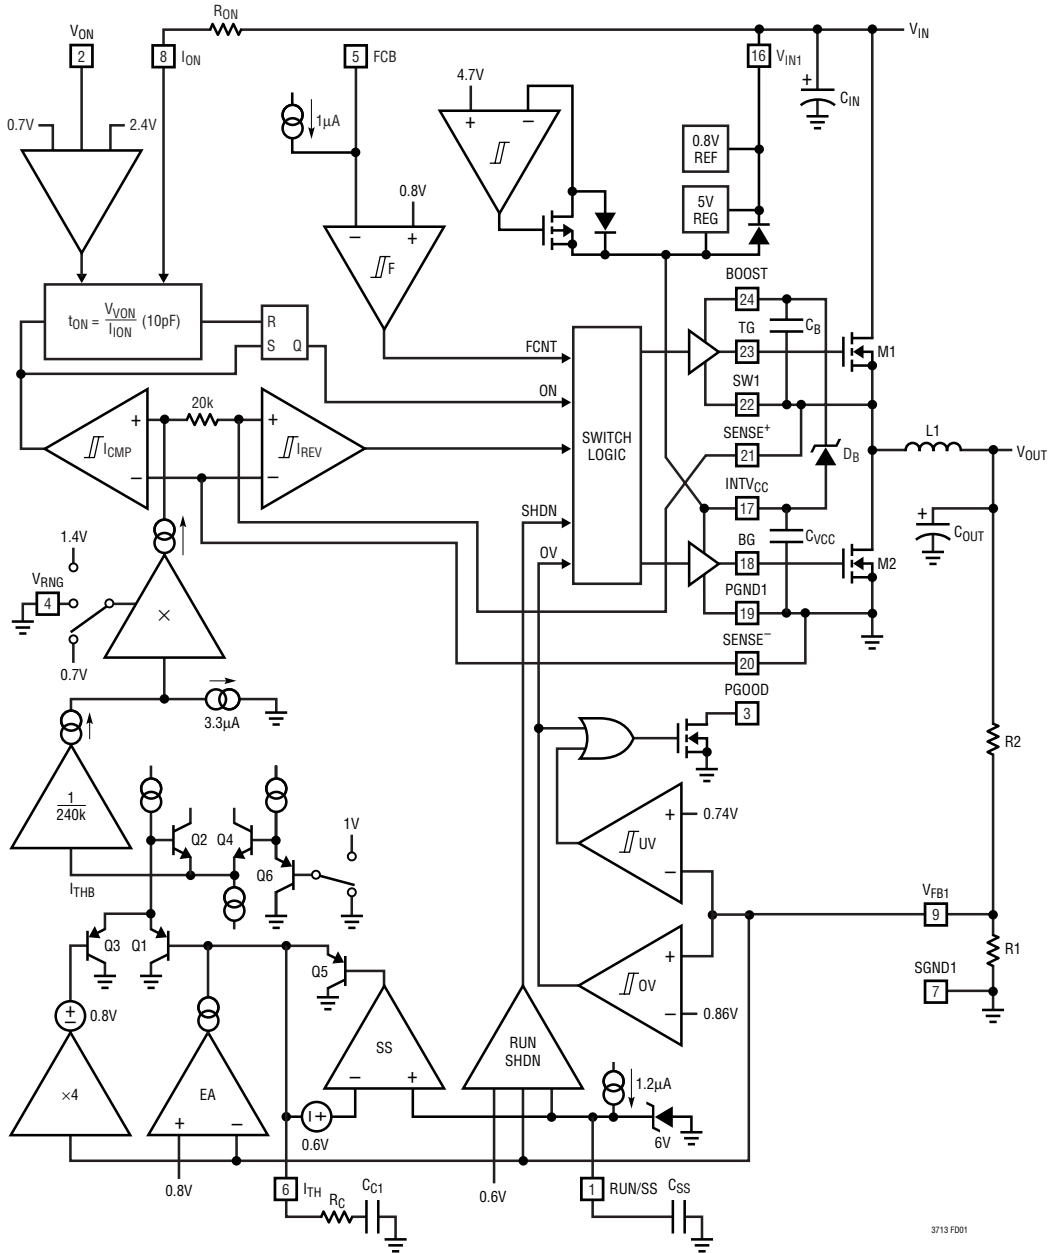 R_ON
V_ON
2
8 I_ON
5 FCB
V_IN
16 V_IN1
+ C_IN
4.7V
+ −
1µA
0.7V
2.4V
0.8V
REF
5V
REG
0.8V
− +
F
BOOST
24
C_B
TG
23
M1
SW1
22
t_ON = V_VON / I_ION (10pF)
R
S Q
FCNT
ON
20k
+
I_CMP
−
+
I_REV
−
SWITCH
LOGIC
SENSE+
21
D_B
L1
V_OUT
INTV_CC
17
SHDN
C_VCC
+
C_OUT
1.4V
OV
BG
18
M2
V_RNG
4
×
PGND1
19
0.7V
SENSE−
20
PGOOD
3
3.3µA
R2
1
240k
Q2 Q4
1V
Q6
+ 0.74V
UV
−
I_THB
V_FB1
9
Q3 Q1
Q5
+
OV
− 0.86V
R1
SGND1
7
+
−
0.8V
SS
− +
RUN
SHDN
1.2µA
×4
EA
+ −
+
0.6V
6V
0.8V
6 I_TH
0.6V
1 RUN/SS
R_C
C_C1
C_SS
3713 FD01